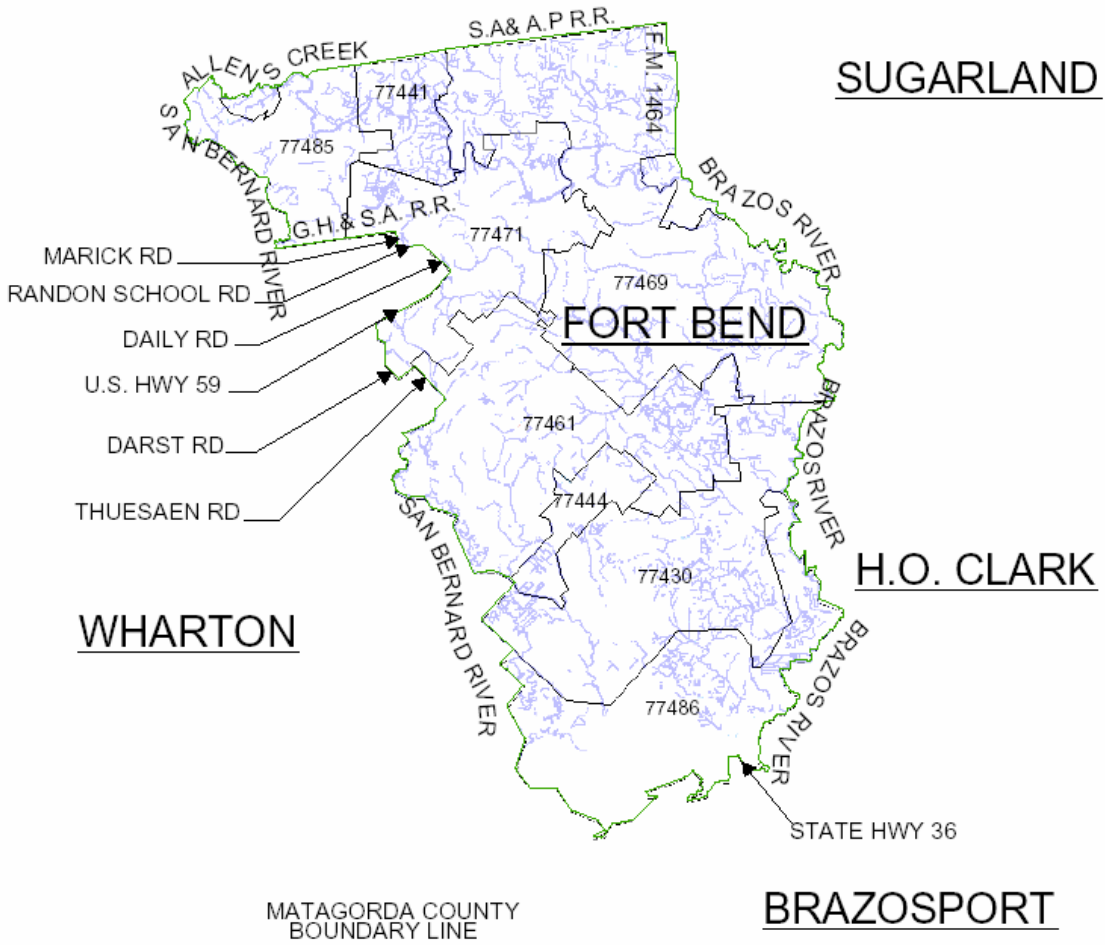 S.A& A.P R.R.
ALLEN'S CREEK
F.M. 1464
SUGARLAND
77441
SAN BERNARD RIVER
77485
BRAZOS RIVER
G.H.& S.A. R.R.
77471
MARICK RD
77469
RANDON SCHOOL RD
FORT BEND
DAILY RD
U.S. HWY 59
BRAZOS RIVER
77461
DARST RD
77444
THUESAEN RD
SAN BERNARD RIVER
77430
H.O. CLARK
WHARTON
BRAZOS RIVER
77486
STATE HWY 36
MATAGORDA COUNTY
BOUNDARY LINE
BRAZOSPORT